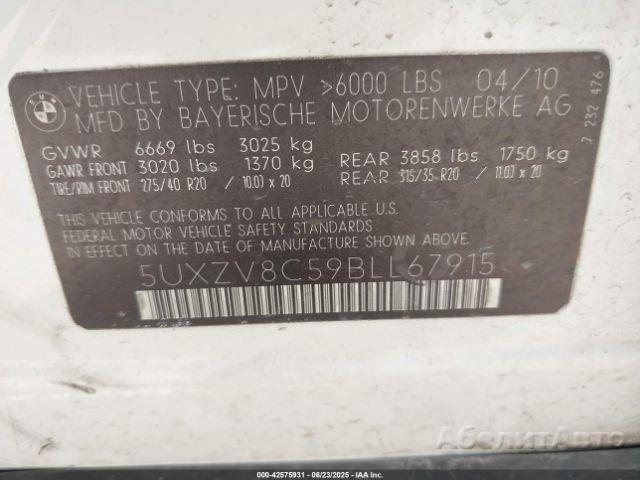 BMW
VEHICLE TYPE: MPV >6000 LBS 04/10
MFD BY BAYERISCHE MOTORENWERKE AG
7 232 476
GVWR 6669 lbs 3025 kg
GAWR FRONT 3020 lbs 1370 kg REAR 3858 lbs 1750 kg
TIRE/RIM FRONT 275/40 R20 / 10.0J x 20 REAR 315/35 R20 / 11.0J x 20
THIS VEHICLE CONFORMS TO ALL APPLICABLE U.S.
FEDERAL MOTOR VEHICLE SAFETY STANDARDS
IN EFFECT ON THE DATE OF MANUFACTURE SHOWN ABOVE
5UXZV8C59BLL67915
АбсолютАвто
000-42575931 - 06/23/2025 - IAA Inc.